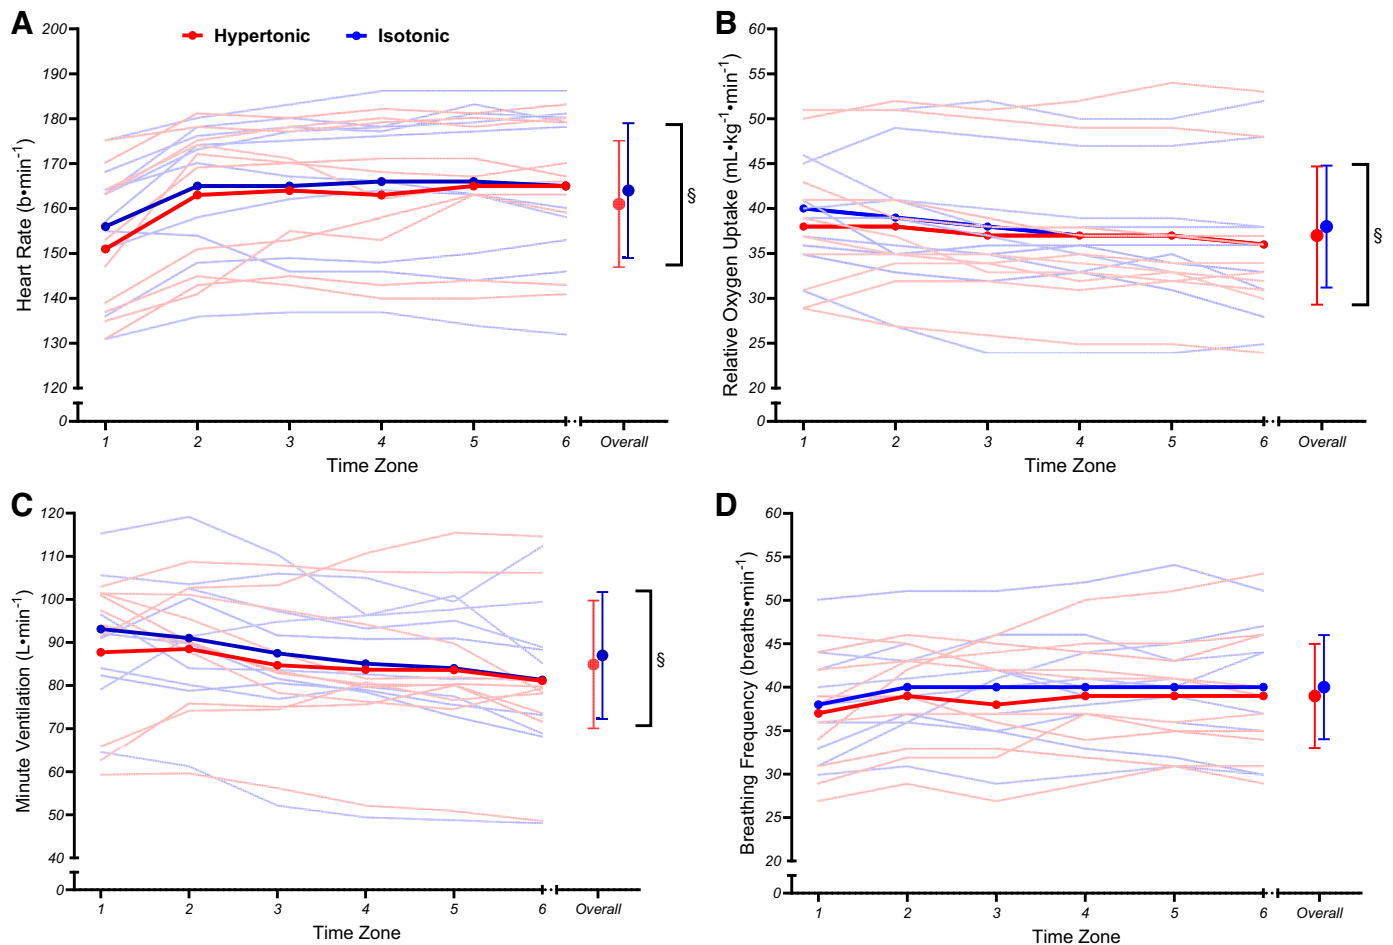 A
Heart Rate (b•min⁻¹)
Hypertonic
Isotonic
200
190
180
170
160
150
140
130
120
0
§
1 2 3 4 5 6 Overall
Time Zone
B
Relative Oxygen Uptake (mL•kg⁻¹•min⁻¹)
60
55
50
45
40
35
30
25
20
0
§
1 2 3 4 5 6 Overall
Time Zone
C
Minute Ventilation (L•min⁻¹)
120
110
100
90
80
70
60
50
40
0
§
1 2 3 4 5 6 Overall
Time Zone
D
Breathing Frequency (breaths•min⁻¹)
60
55
50
45
40
35
30
25
20
0
1 2 3 4 5 6 Overall
Time Zone